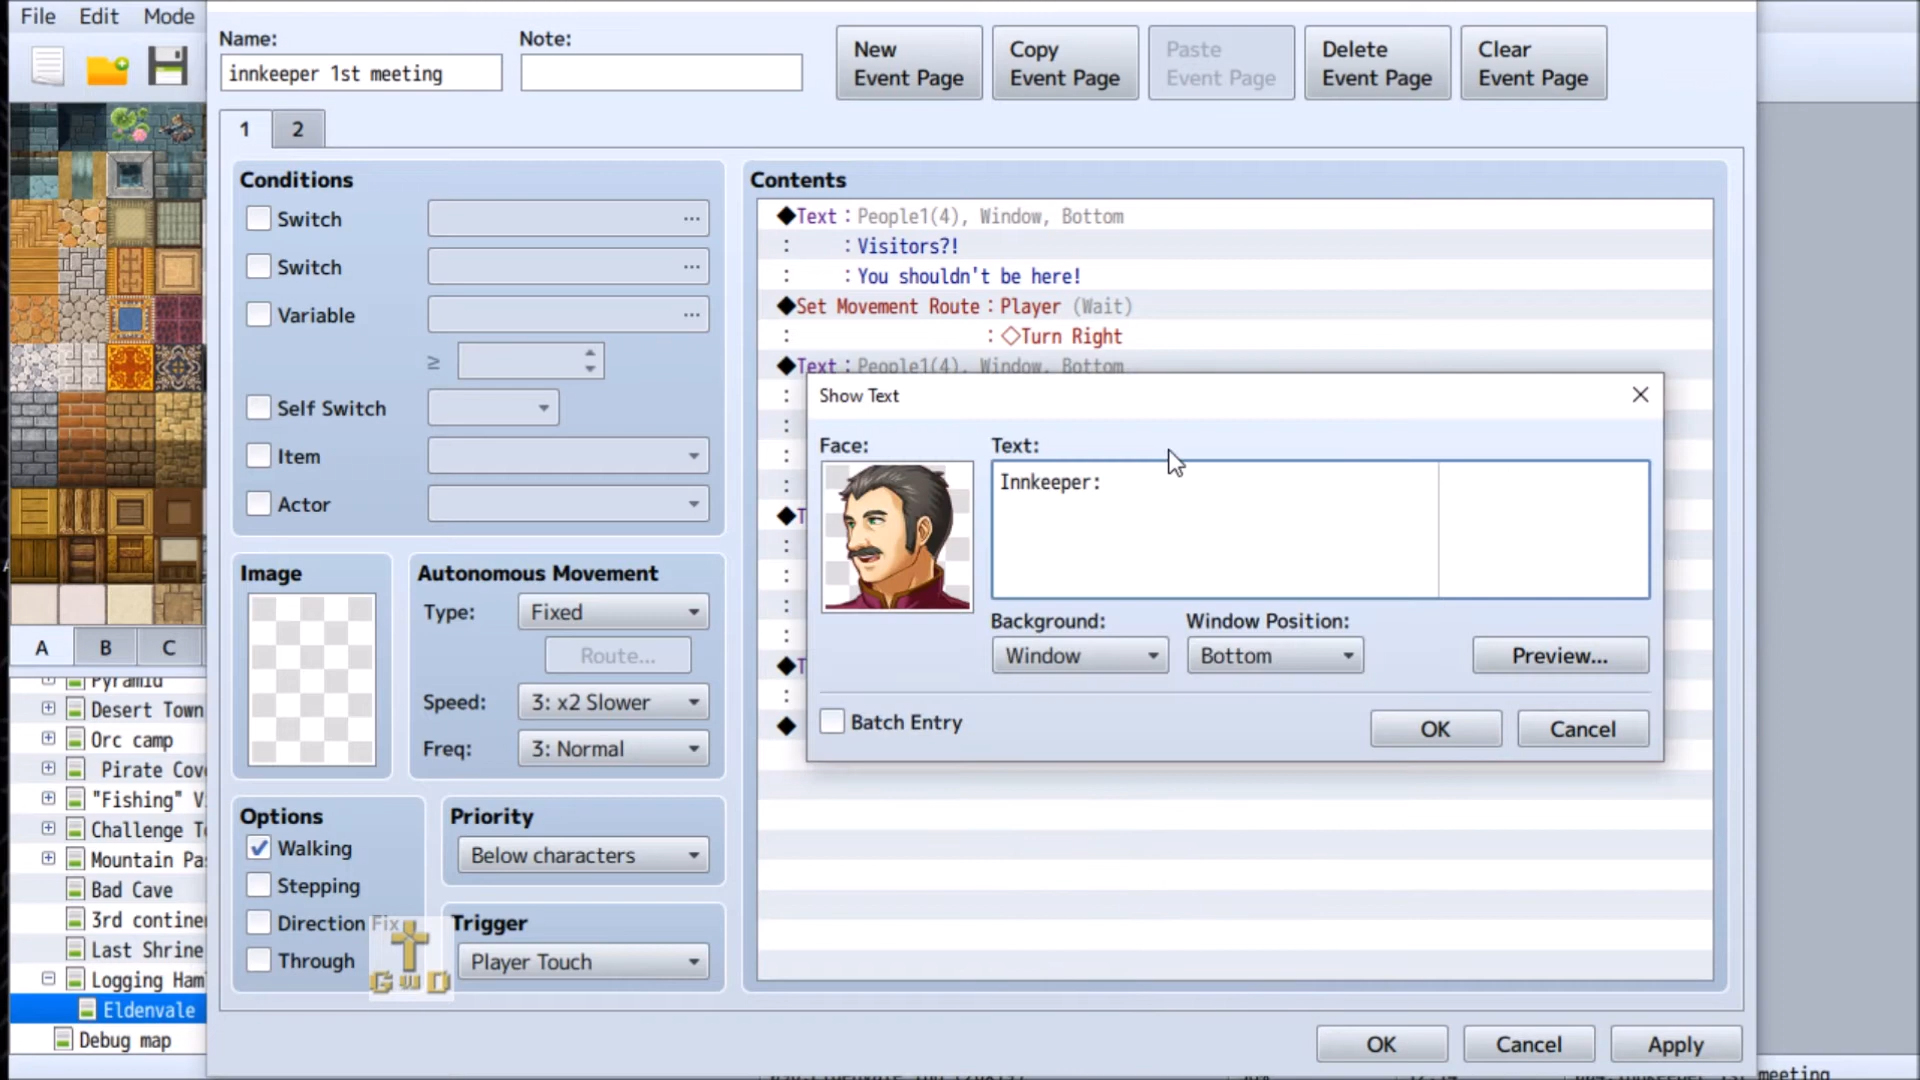 File Edit Mode
Name:
Note:
innkeeper 1st meeting
New
Event Page
Copy
Event Page
Paste
Event Page
Delete
Event Page
Clear
Event Page
1 2
Conditions
Switch ...
Switch ...
Variable ...
≥
Self Switch
Item
Actor
Image
Autonomous Movement
Type: Fixed
Route...
Speed: 3: x2 Slower
Freq: 3: Normal
Options
Walking
Stepping
Direction Fix
Through
Priority
Below characters
Trigger
Player Touch
Contents
◆Text : People1(4), Window, Bottom
: : Visitors?!
: : You shouldn't be here!
◆Set Movement Route : Player (Wait)
: : ◇Turn Right
◆Text : People1(4), Window, Bottom
Show Text
Face:
Text:
Innkeeper:
Background:
Window
Window Position:
Bottom
Preview...
Batch Entry
OK
Cancel
A B C
Pyramid
Desert Town
Orc camp
Pirate Cov
"Fishing" V
Challenge T
Mountain Pa
Bad Cave
3rd contine
Last Shrine
Logging Ham
Eldenvale
Debug map
GWD
OK
Cancel
Apply